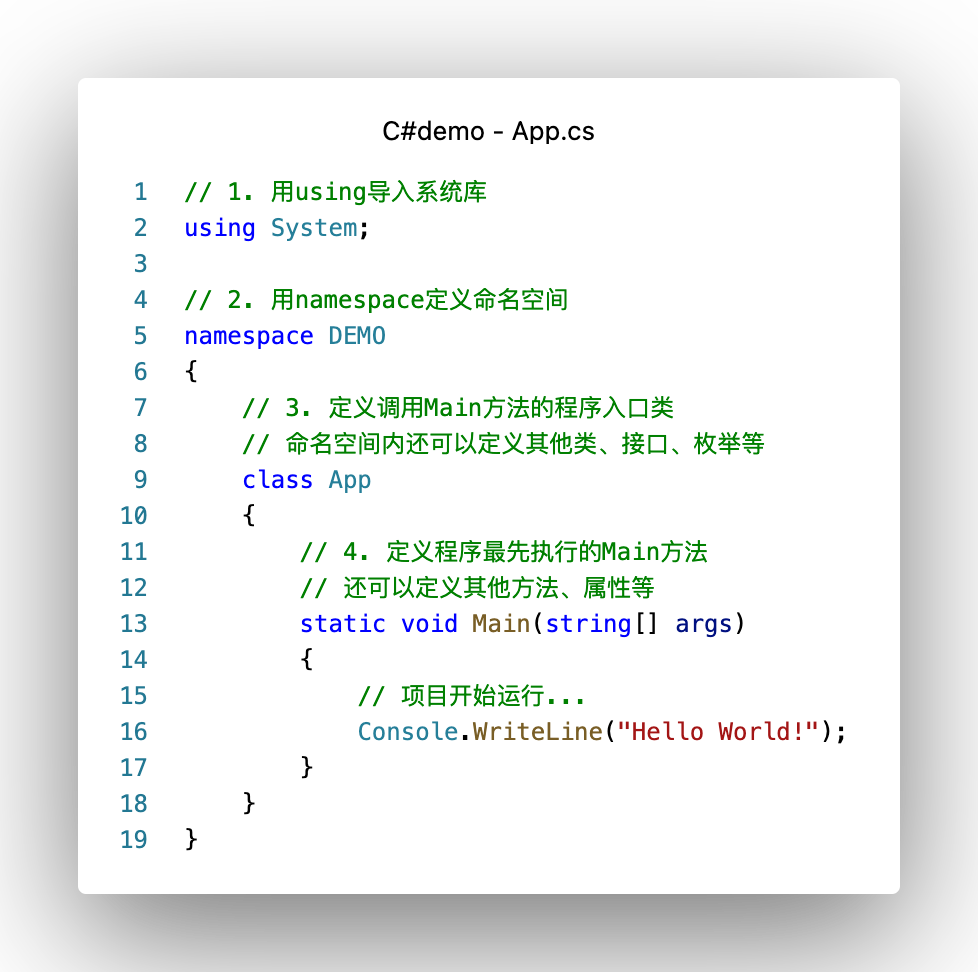 C#demo - App.cs
1 // 1. 用using导入系统库
2 using System;
3
4 // 2. 用namespace定义命名空间
5 namespace DEMO
6 {
7     // 3. 定义调用Main方法的程序入口类
8     // 命名空间内还可以定义其他类、接口、枚举等
9     class App
10     {
11         // 4. 定义程序最先执行的Main方法
12         // 还可以定义其他方法、属性等
13         static void Main(string[] args)
14         {
15             // 项目开始运行...
16             Console.WriteLine("Hello World!");
17         }
18     }
19 }